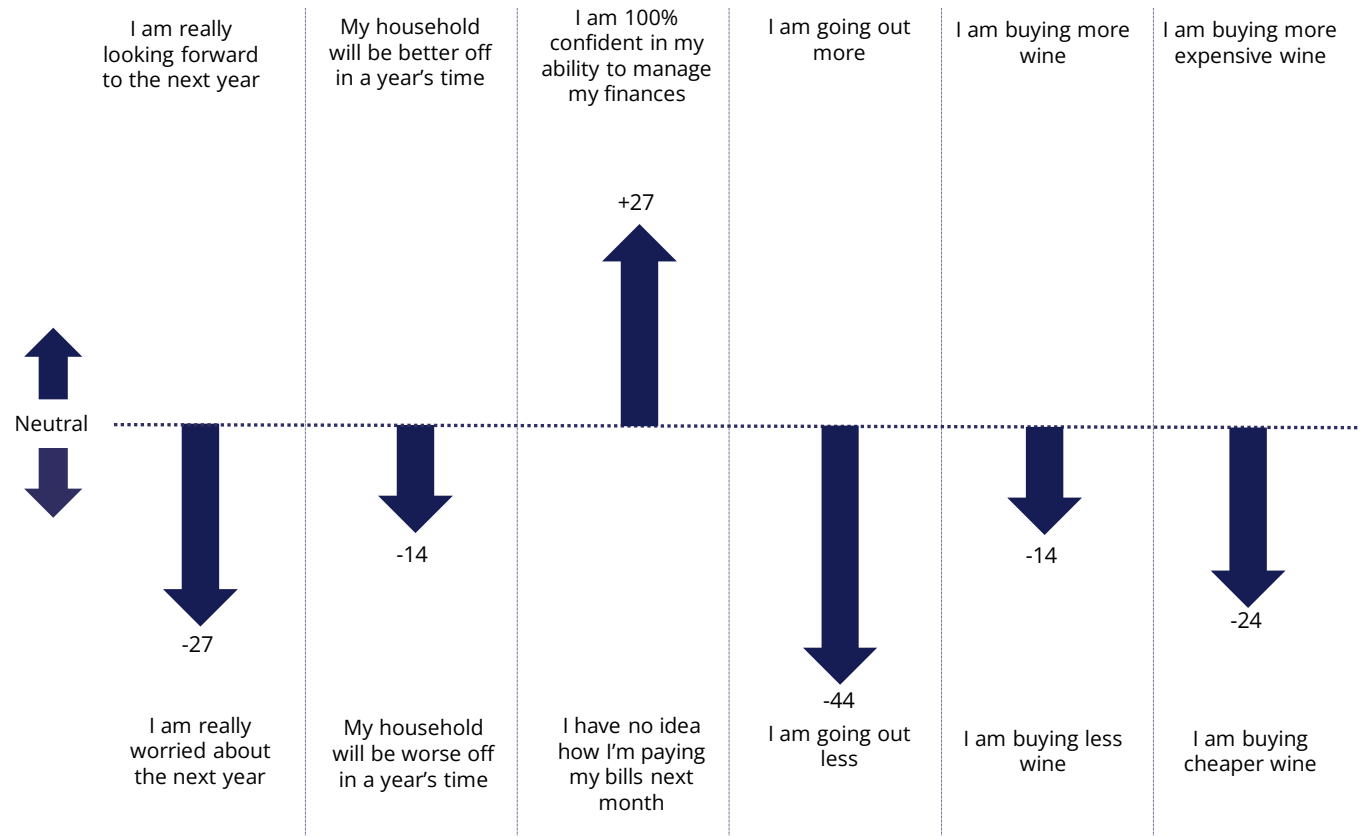 I am really
looking forward
to the next year
My household
will be better off
in a year's time
I am 100%
confident in my
ability to manage
my finances
I am going out
more
I am buying more
wine
I am buying more
expensive wine
+27
Neutral
-27
-14
-44
-14
-24
I am really
worried about
the next year
My household
will be worse off
in a year's time
I have no idea
how I'm paying
my bills next
month
I am going out
less
I am buying less
wine
I am buying
cheaper wine